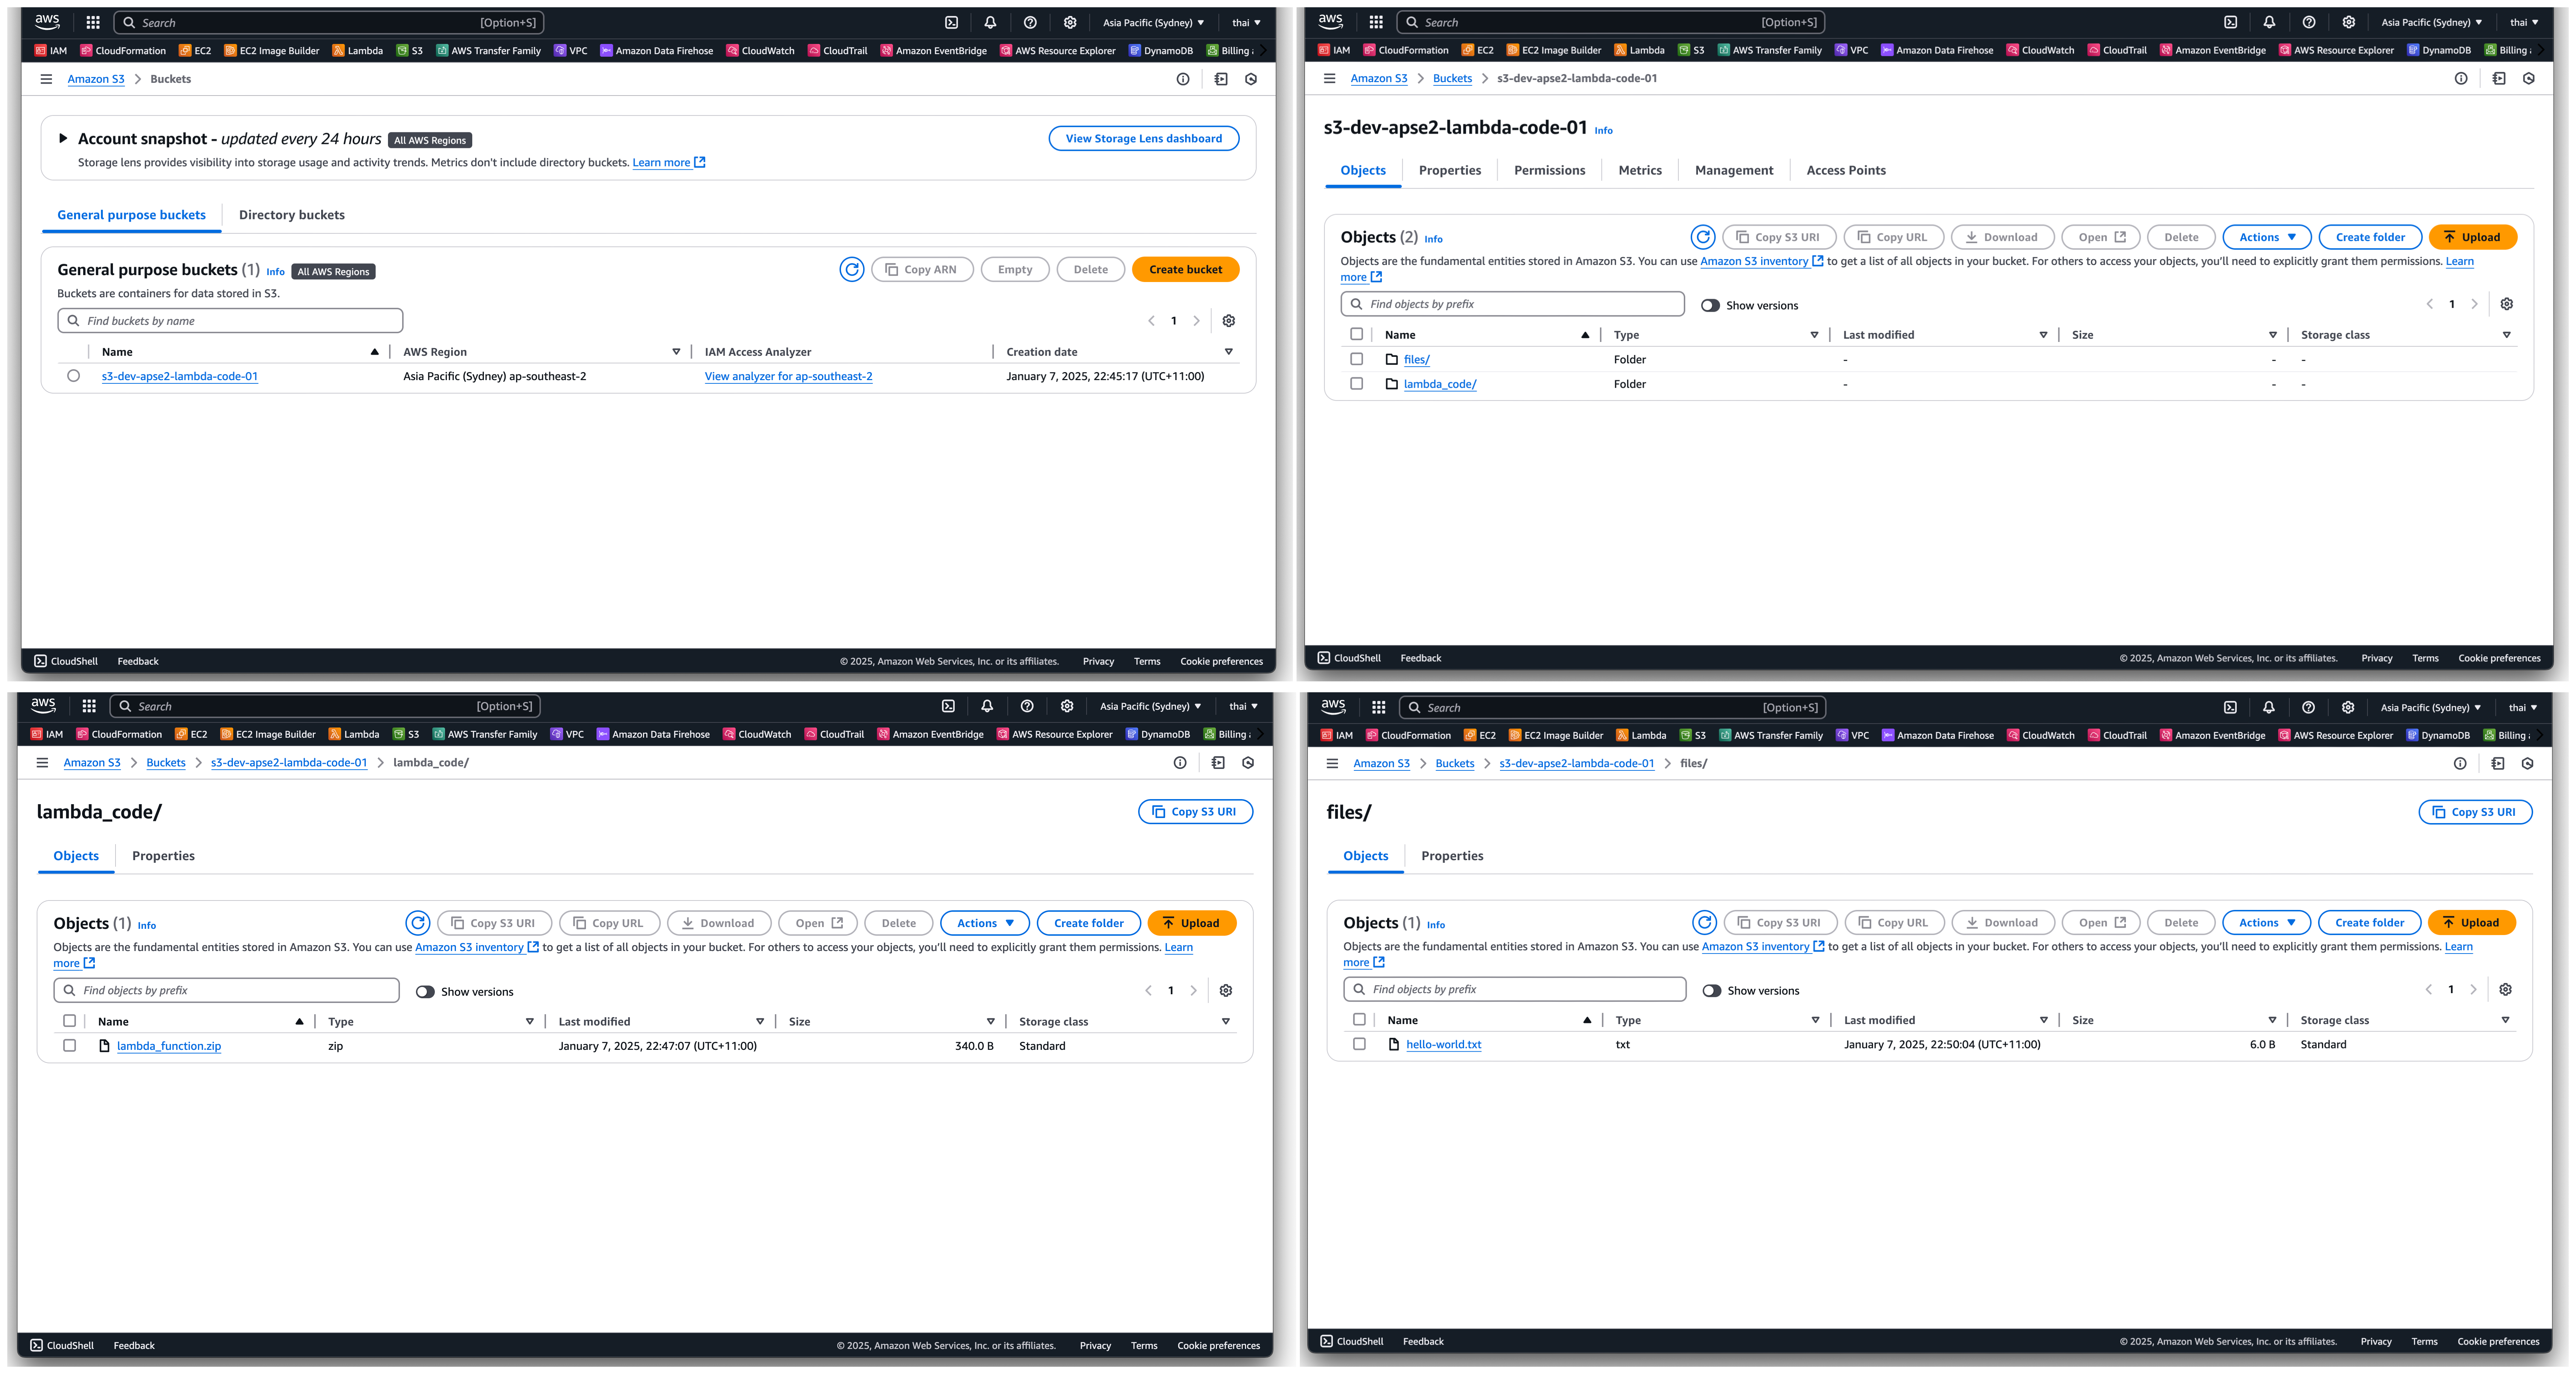 aws Search [Option+S] Asia Pacific (Sydney) thai
IAM CloudFormation EC2 EC2 Image Builder Lambda S3 AWS Transfer Family VPC Amazon Data Firehose CloudWatch CloudTrail Amazon EventBridge AWS Resource Explorer DynamoDB Billing
Amazon S3 Buckets
Account snapshot - updated every 24 hours All AWS Regions
View Storage Lens dashboard
Storage lens provides visibility into storage usage and activity trends. Metrics don't include directory buckets. Learn more
General purpose buckets Directory buckets
General purpose buckets (1) Info All AWS Regions Copy ARN Empty Delete Create bucket
Buckets are containers for data stored in S3.
Find buckets by name 1
Name AWS Region IAM Access Analyzer Creation date
s3-dev-apse2-lambda-code-01 Asia Pacific (Sydney) ap-southeast-2 View analyzer for ap-southeast-2 January 7, 2025, 22:45:17 (UTC+11:00)
CloudShell Feedback © 2025, Amazon Web Services, Inc. or its affiliates. Privacy Terms Cookie preferences
aws Search [Option+S] Asia Pacific (Sydney) thai
IAM CloudFormation EC2 EC2 Image Builder Lambda S3 AWS Transfer Family VPC Amazon Data Firehose CloudWatch CloudTrail Amazon EventBridge AWS Resource Explorer DynamoDB Billing
Amazon S3 Buckets s3-dev-apse2-lambda-code-01
s3-dev-apse2-lambda-code-01 Info
Objects Properties Permissions Metrics Management Access Points
Objects (2) Info Copy S3 URI Copy URL Download Open Delete Actions Create folder Upload
Objects are the fundamental entities stored in Amazon S3. You can use Amazon S3 inventory to get a list of all objects in your bucket. For others to access your objects, you'll need to explicitly grant them permissions. Learn
more
Find objects by prefix Show versions 1
Name Type Last modified Size Storage class
files/ Folder - - -
lambda_code/ Folder - - -
CloudShell Feedback © 2025, Amazon Web Services, Inc. or its affiliates. Privacy Terms Cookie preferences
aws Search [Option+S] Asia Pacific (Sydney) thai
IAM CloudFormation EC2 EC2 Image Builder Lambda S3 AWS Transfer Family VPC Amazon Data Firehose CloudWatch CloudTrail Amazon EventBridge AWS Resource Explorer DynamoDB Billing
Amazon S3 Buckets s3-dev-apse2-lambda-code-01 lambda_code/
lambda_code/ Copy S3 URI
Objects Properties
Objects (1) Info Copy S3 URI Copy URL Download Open Delete Actions Create folder Upload
Objects are the fundamental entities stored in Amazon S3. You can use Amazon S3 inventory to get a list of all objects in your bucket. For others to access your objects, you'll need to explicitly grant them permissions. Learn
more
Find objects by prefix Show versions 1
Name Type Last modified Size Storage class
lambda_function.zip zip January 7, 2025, 22:47:07 (UTC+11:00) 340.0 B Standard
CloudShell Feedback © 2025, Amazon Web Services, Inc. or its affiliates. Privacy Terms Cookie preferences
aws Search [Option+S] Asia Pacific (Sydney) thai
IAM CloudFormation EC2 EC2 Image Builder Lambda S3 AWS Transfer Family VPC Amazon Data Firehose CloudWatch CloudTrail Amazon EventBridge AWS Resource Explorer DynamoDB Billing
Amazon S3 Buckets s3-dev-apse2-lambda-code-01 files/
files/ Copy S3 URI
Objects Properties
Objects (1) Info Copy S3 URI Copy URL Download Open Delete Actions Create folder Upload
Objects are the fundamental entities stored in Amazon S3. You can use Amazon S3 inventory to get a list of all objects in your bucket. For others to access your objects, you'll need to explicitly grant them permissions. Learn
more
Find objects by prefix Show versions 1
Name Type Last modified Size Storage class
hello-world.txt txt January 7, 2025, 22:50:04 (UTC+11:00) 6.0 B Standard
CloudShell Feedback © 2025, Amazon Web Services, Inc. or its affiliates. Privacy Terms Cookie preferences